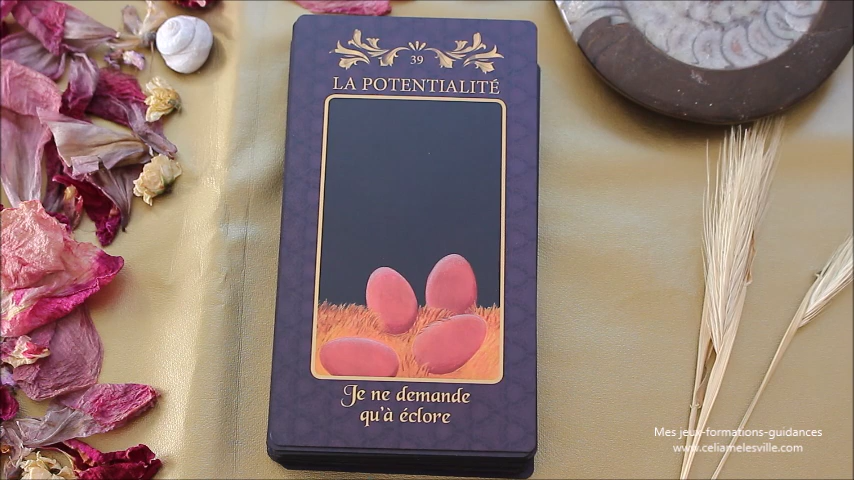 39
LA POTENTIALITÉ
Je ne demande
qu'à éclore
Mes jeux-formations-guidances
www.celiamelesville.com